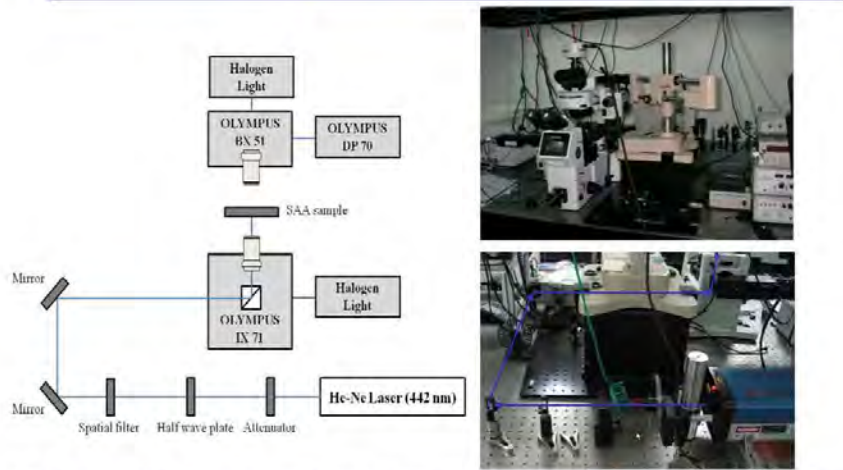 Halogen
Light
OLYMPUS
BX 51
OLYMPUS
DP 70
SAA sample
Mirror
OLYMPUS
IX 71
Halogen
Light
Mirror
Spatial filter
Half wave plate
Attenuator
He-Ne Laser (442 nm)